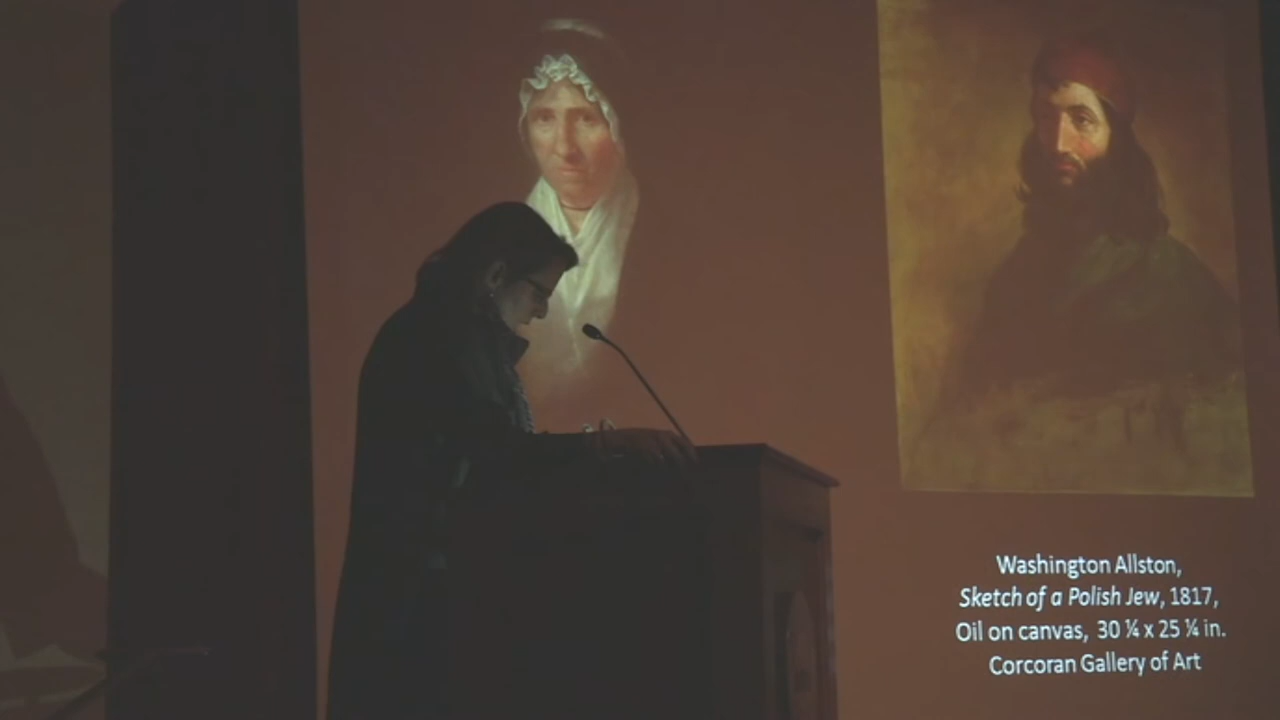 Washington Allston,
Sketch of a Polish Jew, 1817,
Oil on canvas, 30 ¼ x 25 ¼ in.
Corcoran Gallery of Art